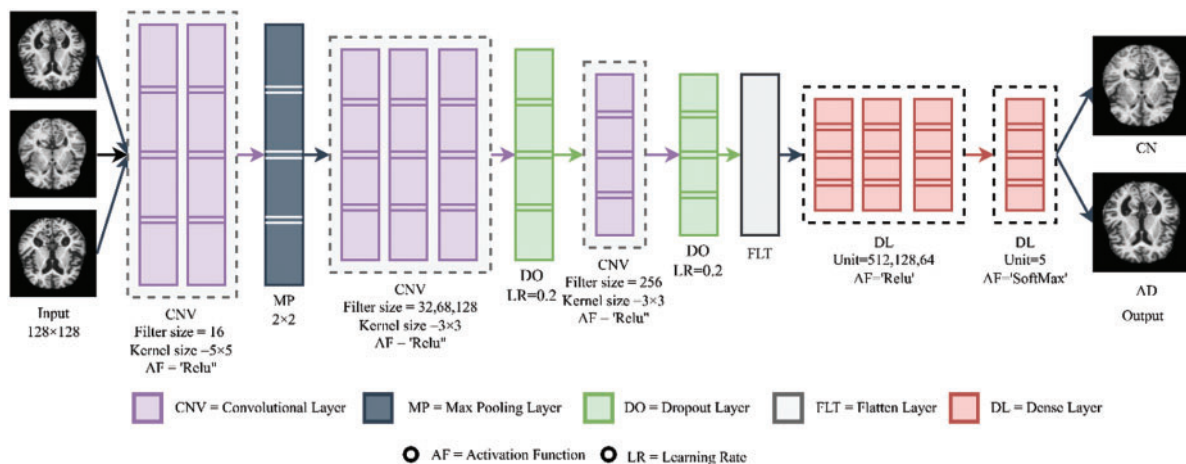 Input
128×128
CNV
Filter size = 16
Kernel size –5×5
AF = 'Relu"
MP
2×2
CNV
Filter size = 32,68,128
Kernel size –3×3
AF – 'Relu"
DO
LR=0.2
CNV
Filter size = 256
Kernel size –3×3
AF – 'Relu"
DO
LR=0.2
FLT
DL
Unit=512,128,64
AF='Relu'
DL
Unit=5
AF='SoftMax'
CN
AD
Output
CNV = Convolutional Layer
MP = Max Pooling Layer
DO = Dropout Layer
FLT = Flatten Layer
DL = Dense Layer
AF = Activation Function
LR = Learning Rate